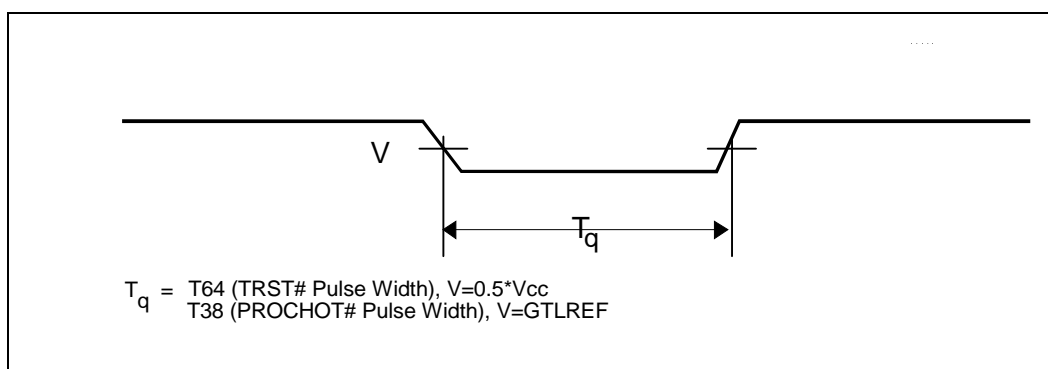 V
Tq
Tq = T64 (TRST# Pulse Width), V=0.5*Vcc
T38 (PROCHOT# Pulse Width), V=GTLREF